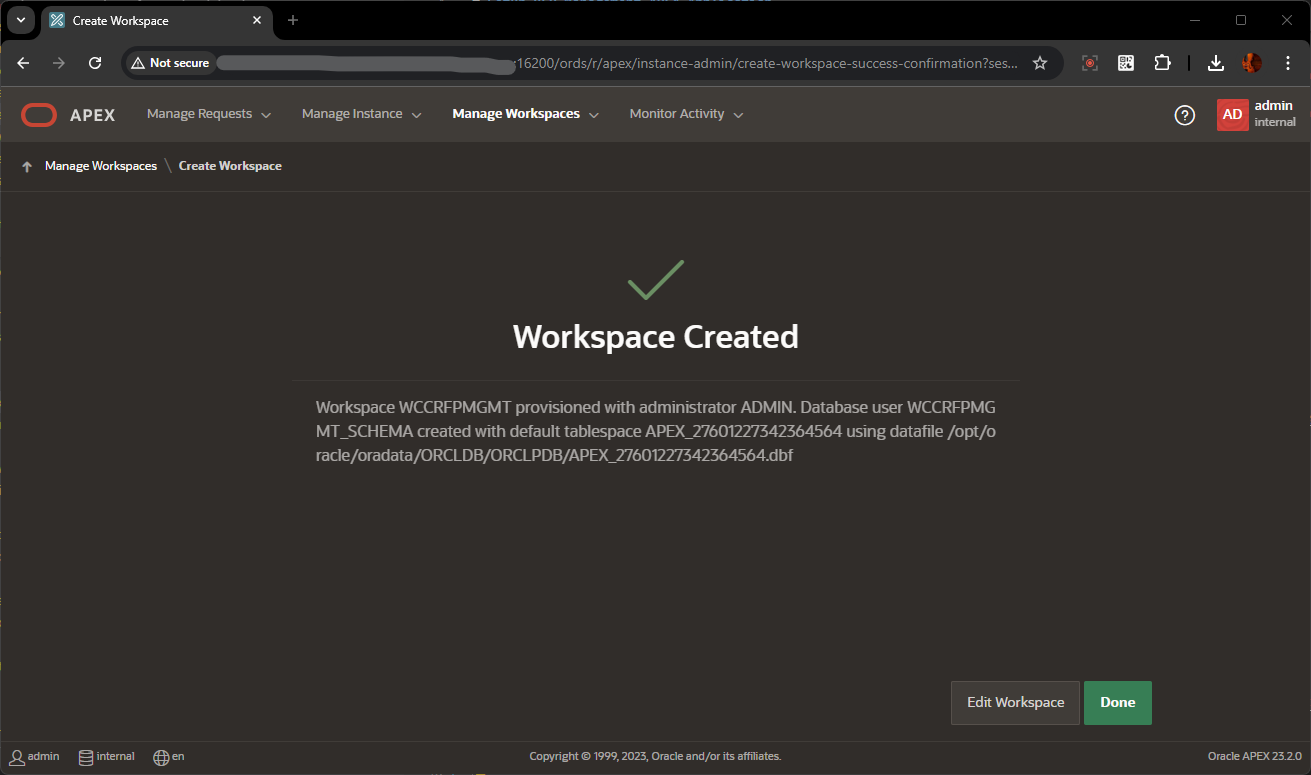 Create Workspace
Not secure :16200/ords/r/apex/instance-admin/create-workspace-success-confirmation?ses...
APEX Manage Requests Manage Instance Manage Workspaces Monitor Activity ? AD admin
internal
Manage Workspaces \ Create Workspace
Workspace Created
Workspace WCCRFPMGMT provisioned with administrator ADMIN. Database user WCCRFPMG
MT_SCHEMA created with default tablespace APEX_27601227342364564 using datafile /opt/o
racle/oradata/ORCLDB/ORCLPDB/APEX_27601227342364564.dbf
Edit Workspace Done
admin internal en Copyright © 1999, 2023, Oracle and/or its affiliates. Oracle APEX 23.2.0